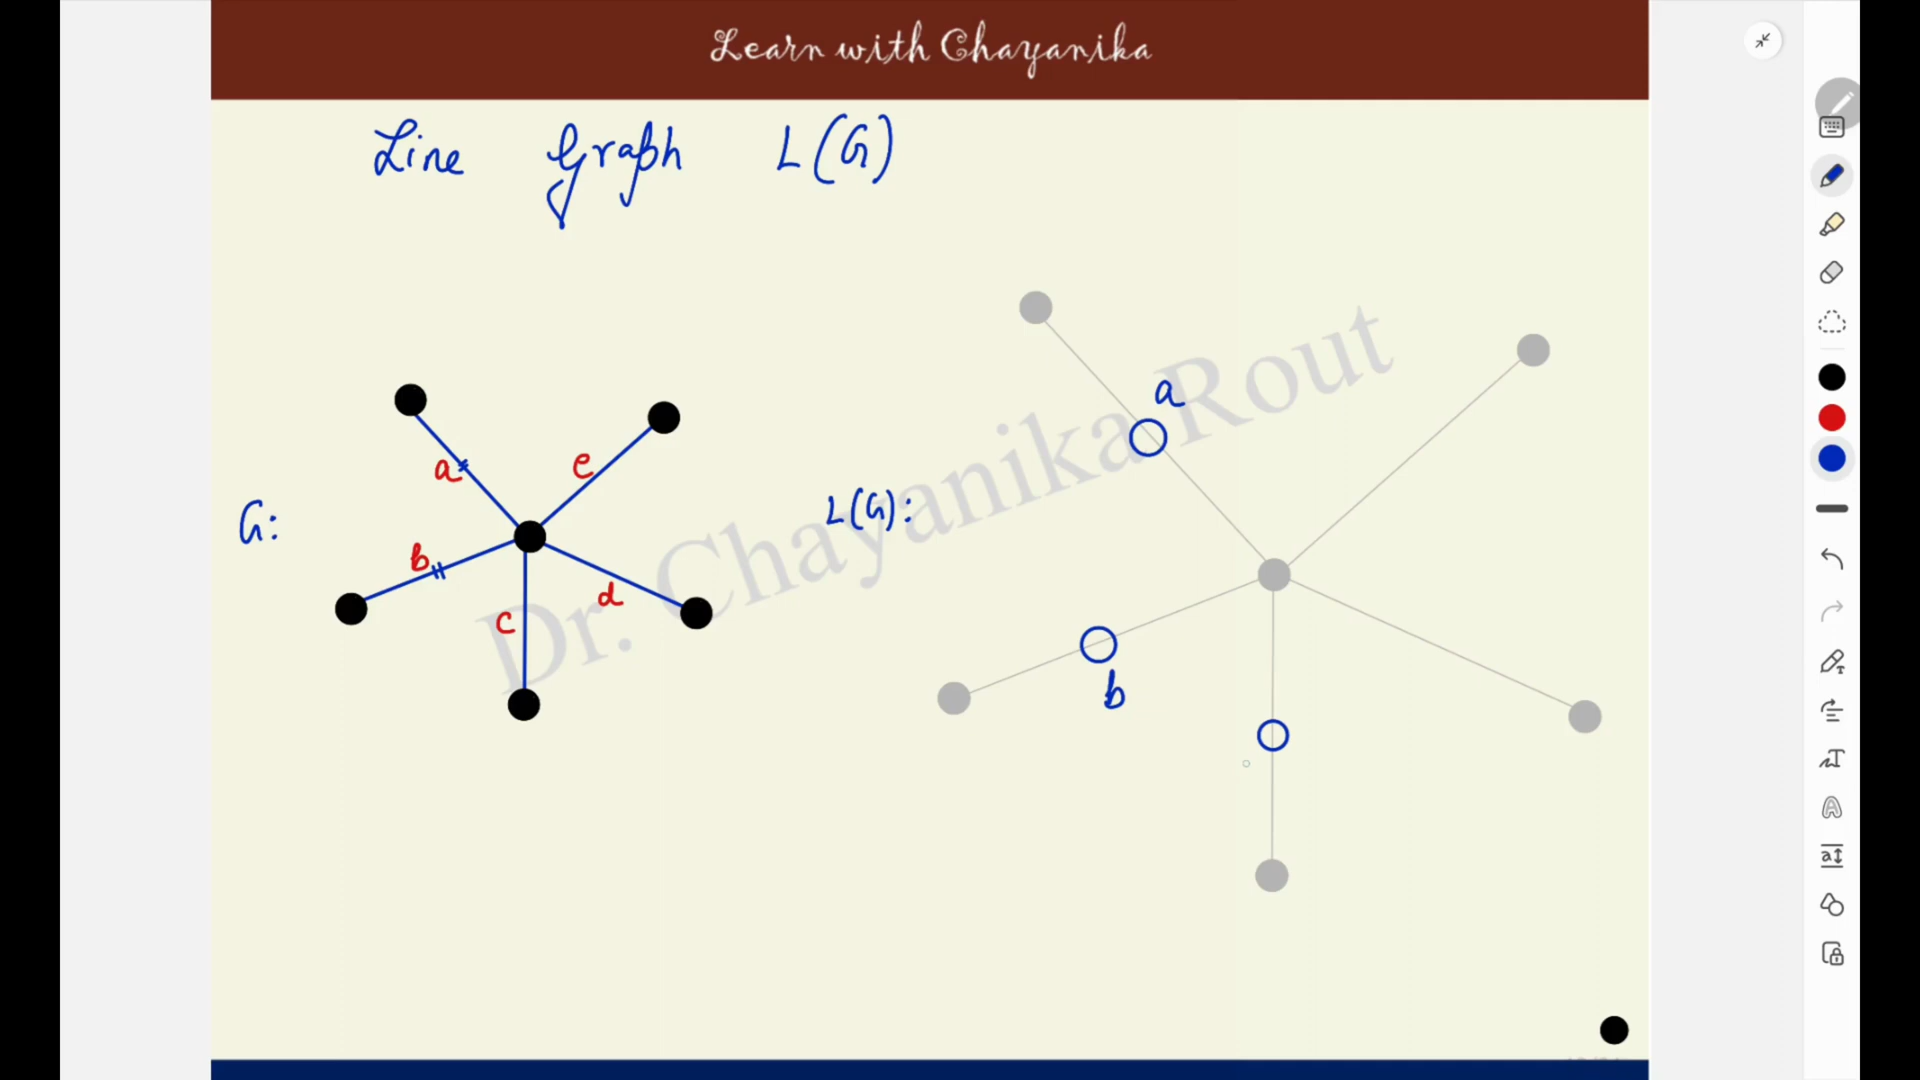 Learn with Chayanika
Line Graph L(G)
a
e
a
G:
L(G):
b
d
c
b
Dr. Chayanika Rout